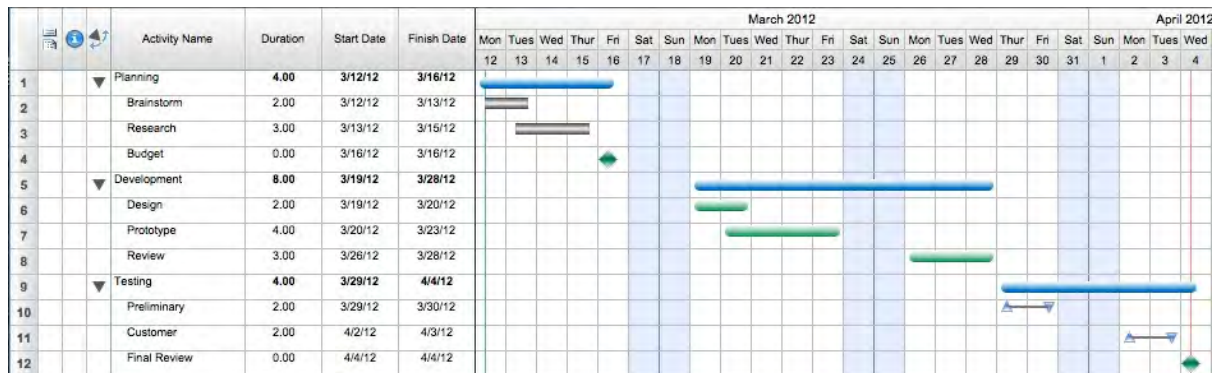 March 2012 April 2012
Activity Name Duration Start Date Finish Date Mon Tues Wed Thur Fri Sat Sun Mon Tues Wed Thur Fri Sat Sun Mon Tues Wed Thur Fri Sat Sun Mon Tues Wed
12 13 14 15 16 17 18 19 20 21 22 23 24 25 26 27 28 29 30 31 1 2 3 4
1 Planning 4.00 3/12/12 3/16/12
2 Brainstorm 2.00 3/12/12 3/13/12
3 Research 3.00 3/13/12 3/15/12
4 Budget 0.00 3/16/12 3/16/12
5 Development 8.00 3/19/12 3/28/12
6 Design 2.00 3/19/12 3/20/12
7 Prototype 4.00 3/20/12 3/23/12
8 Review 3.00 3/26/12 3/28/12
9 Testing 4.00 3/29/12 4/4/12
10 Preliminary 2.00 3/29/12 3/30/12
11 Customer 2.00 4/2/12 4/3/12
12 Final Review 0.00 4/4/12 4/4/12